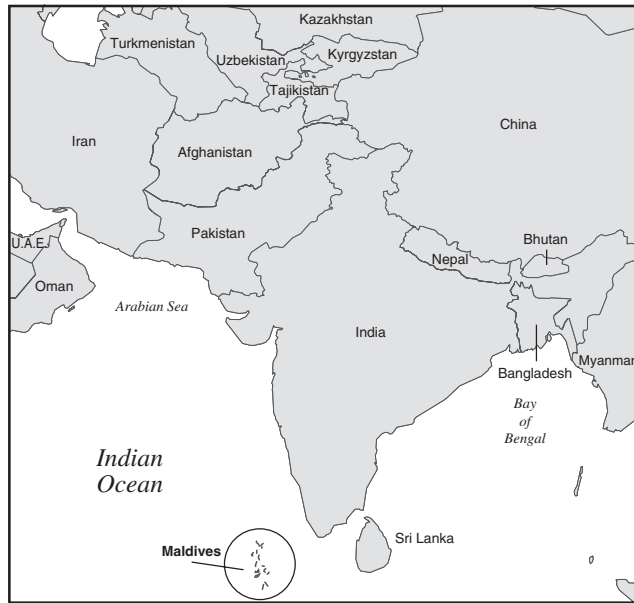 Kazakhstan
Turkmenistan
Uzbekistan
Kyrgyzstan
Tajikistan
China
Iran
Afghanistan
Pakistan
Bhutan
U.A.E.
Nepal
Oman
Arabian Sea
India
Myanmar
Bangladesh
Bay
of
Bengal
Indian
Ocean
Sri Lanka
Maldives